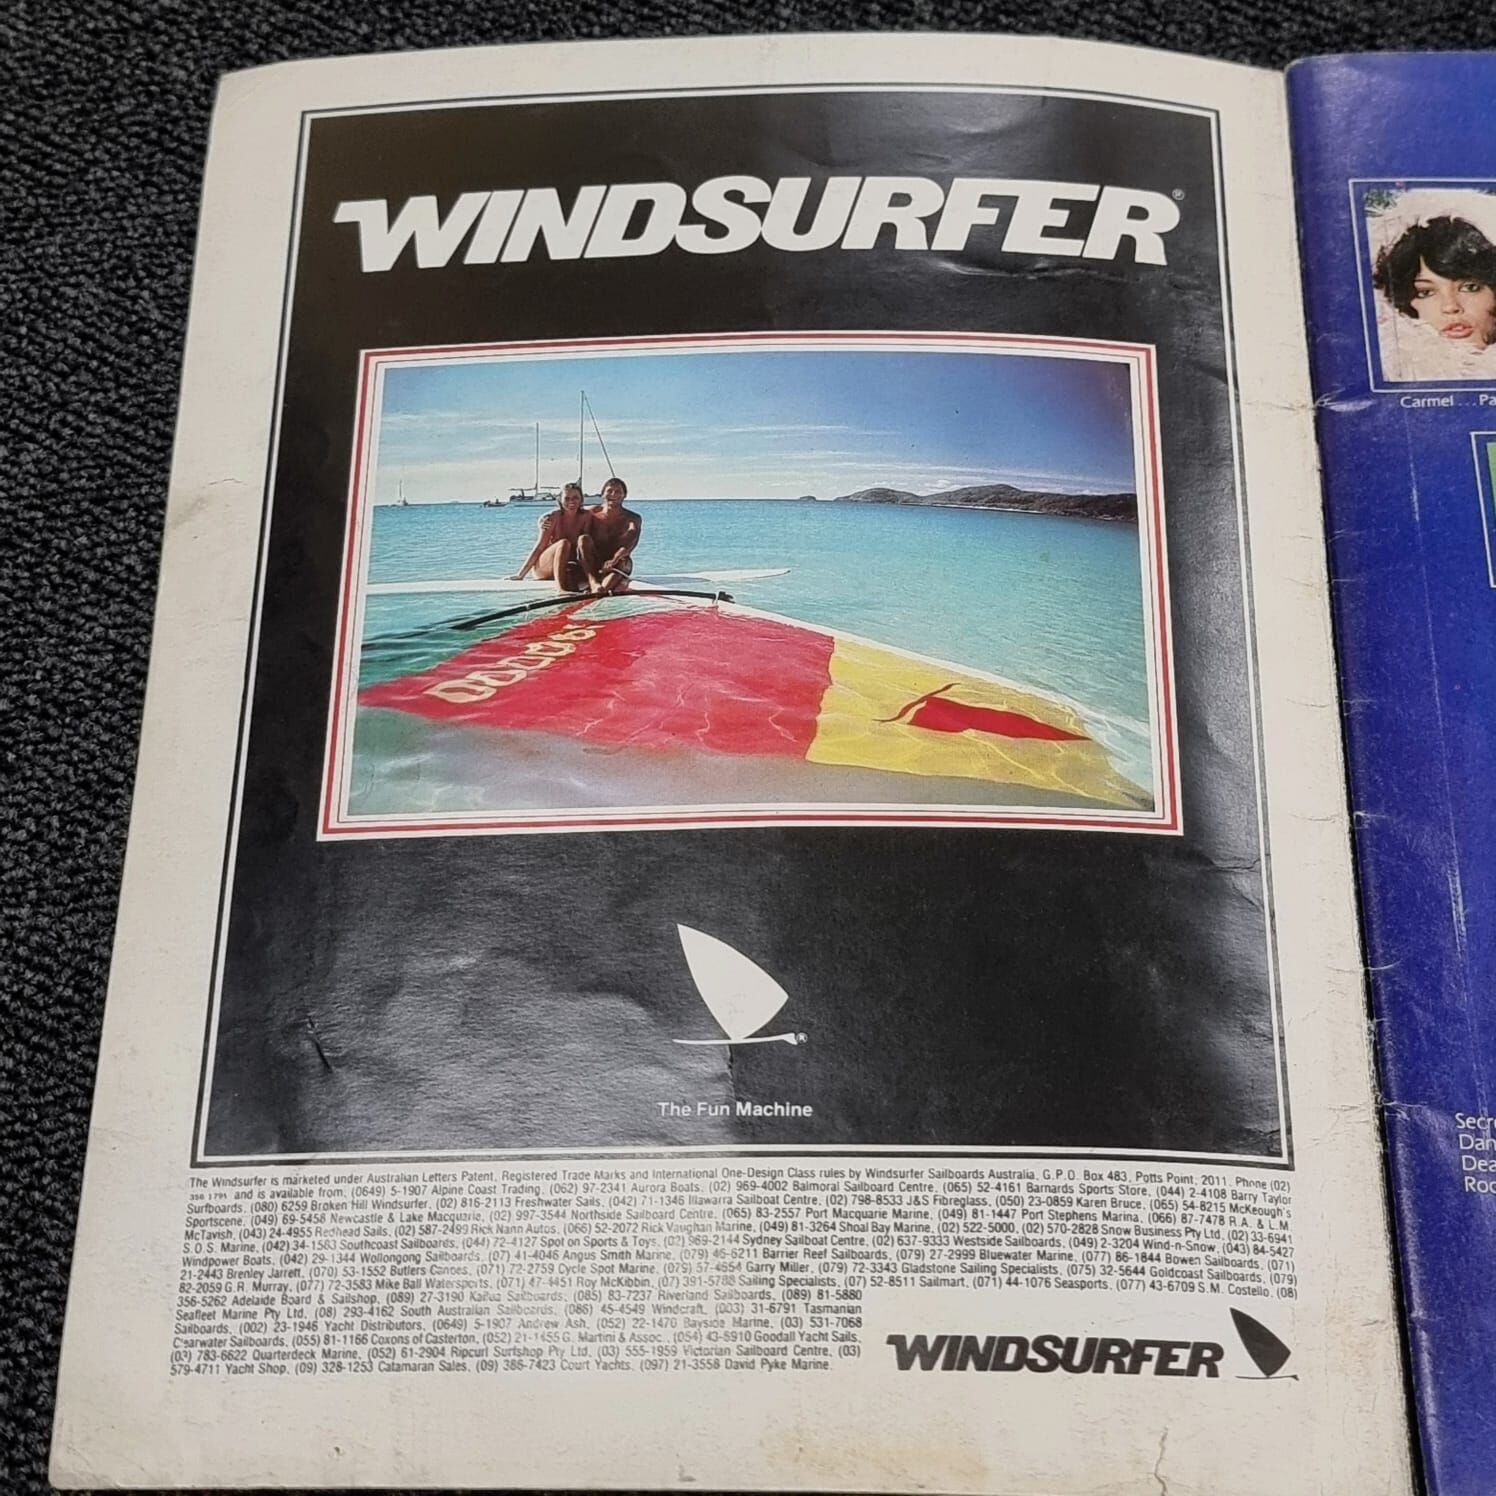 WINDSURFER®
®
The Fun Machine
The Windsurfer is marketed under Australian Letters Patent, Registered Trade Marks and International One-Design Class rules by Windsurfer Sailboards Australia, G.P.O. Box 483, Potts Point, 2011. Phone (02)
and is available from: (0649) 5-1907 Alpine Coast Trading, (062) 97-2341 Aurora Boats, (02) 969-4002 Balmoral Sailboard Centre, (065) 52-4161 Barnards Sports Store, (044) 2-4108 Barry Taylor
Surfboards, (080) 6259 Broken Hill Windsurfer, (02) 816-2113 Freshwater Sails, (042) 71-1346 Illawarra Sailboat Centre, (02) 798-8533 J&S Fibreglass, (050) 23-0859 Karen Bruce, (065) 54-8215 McKeough's
Sportscene, (049) 69-5458 Newcastle & Lake Macquarie, (02) 997-3544 Northside Sailboard Centre, (065) 83-2557 Port Macquarie Marine, (049) 81-1447 Port Stephens Marina, (066) 87-7478 R.A. & L.M.
McTavish, (043) 24-4955 Redhead Sails, (02) 587-2499 Rick Nann Autos, (066) 52-2072 Rick Vaughan Marine, (049) 81-3264 Shoal Bay Marine, (02) 522-5000, (02) 570-2828 Snow Business Pty Ltd, (02) 33-6941
S.O.S. Marine, (042) 34-1563 Southcoast Sailboards, (044) 72-4127 Spot on Sports & Toys, (02) 969-2144 Sydney Sailboat Centre, (02) 637-9333 Westside Sailboards, (049) 2-3204 Wind-n-Snow, (043) 84-5427
Windpower Boats, (042) 29-1344 Wollongong Sailboards, (07) 41-4046 Angus Smith Marine, (079) 46-6211 Barrier Reef Sailboards, (079) 27-2999 Bluewater Marine, (077) 86-1844 Bowen Sailboards, (071)
21-2443 Brenley Jarrett, (070) 53-1552 Butlers Canoes, (071) 72-2759 Cycle Spot Marine, (079) Garry Miller, (079) 72-3343 Gladstone Sailing Specialists, (075) 32-5644 Goldcoast Sailboards, (079)
82-2059 G.R. Murray, (077) 72-3583 Mike Ball Watersports, (071) Roy McKibbin, (07) 391-5788 Sailing Specialists, (07) 52-8511 Sailmart, (071) 44-1076 Seasports, (077) 43-6709 S.M. Costello, (08)
356-5262 Adelaide Board & Sailshop, (089) 27-3190 Kailua Sailboards, (085) 83-7237 Riverland Sailboards, (089) 81-5880
Seafleet Marine Pty Ltd, (08) 293-4162 South Australian Sailboards, (086) 45-4549 Windcraft, (003) 31-6791 Tasmanian
Sailboards, (002) 23-1946 Yacht Distributors, (0649) 5-1907 Andrew Ash, (052) 22-1470 Bayside Marine, (03) 531-7068
Clearwater Sailboards, (055) 81-1166 Coxons of Casterton, (052) G. Martini & Assoc., (054) 43-5910 Goodall Yacht Sails,
(03) 783-6622 Quarterdeck Marine, (052) 61-2904 Ripcurl Surfshop Pty Ltd, (03) 555-1959 Victorian Sailboard Centre, (03)
579-4711 Yacht Shop, (09) 328-1253 Catamaran Sales, (09) 386-7423 Court Yachts, (097) 21-3558 David Pyke Marine.
WINDSURFER
Carmel ... Pa
Secr
Dan
Dea
Roc